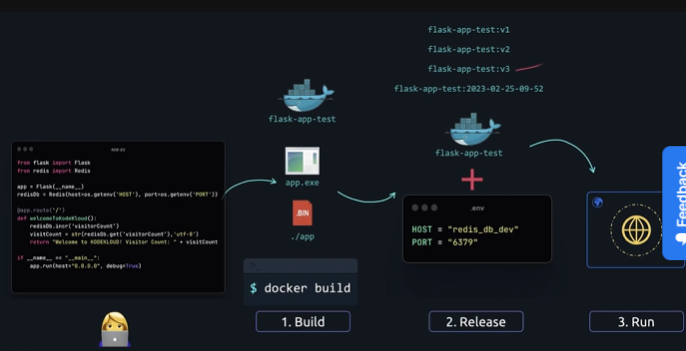 flask-app-test:v1
flask-app-test:v2
flask-app-test:v3
flask-app-test:2023-02-25-09-52
flask-app-test
flask-app-test
app.py
from flask import Flask
from redis import Redis
app = Flask(__name__)
redisDb = Redis(host=os.getenv('HOST'), port=os.getenv('PORT'))
@app.route('/')
def welcomeToKodeKloud():
redisDb.incr('visitorCount')
visitCount = str(redisDb.get('visitorCount'),'utf-8')
return "Welcome to KODEKLOUD! Visitor Count: " + visitCount
if __name__ == "__main__":
app.run(host="0.0.0.0", debug=True)
app.exe
.BIN
./app
>_
$ docker build
.env
HOST = "redis_db_dev"
PORT = "6379"
Feedback
1. Build
2. Release
3. Run